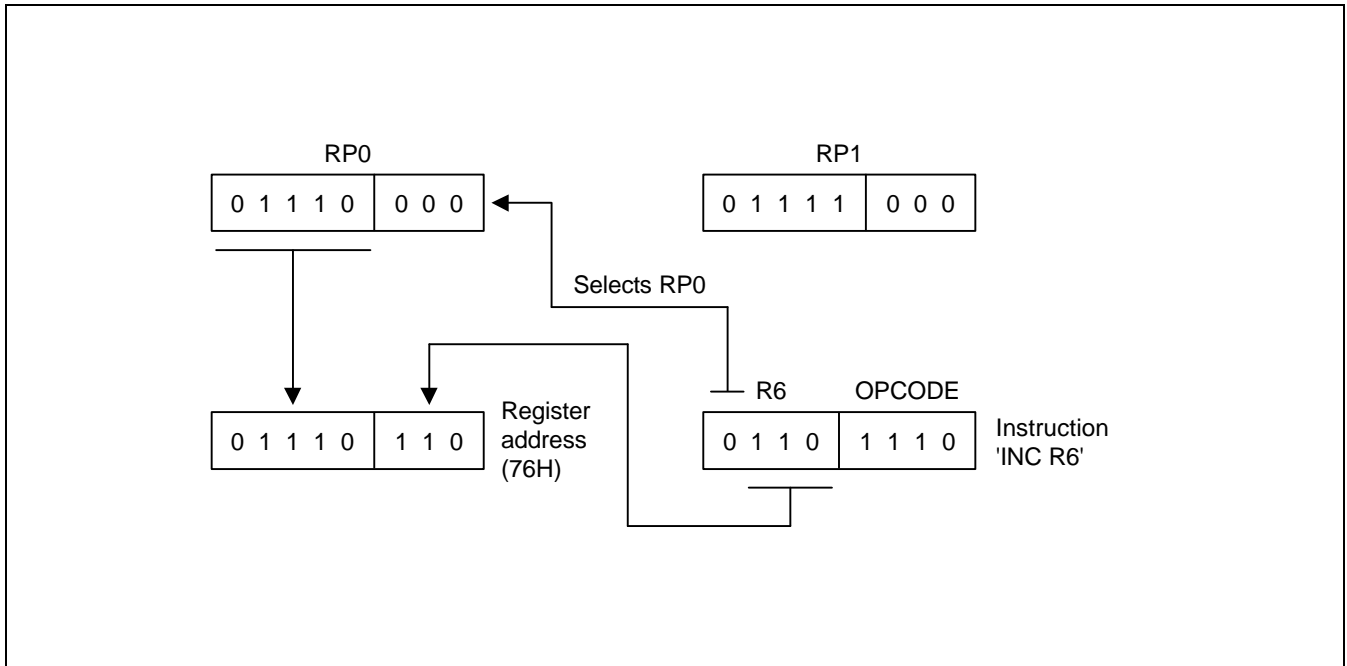 RP0
RP1
0 1 1 1 0 0 0 0
0 1 1 1 1 0 0 0
Selects RP0
R6 OPCODE
0 1 1 1 0 1 1 0
Register
address
(76H)
0 1 1 0 1 1 1 0
Instruction
'INC R6'